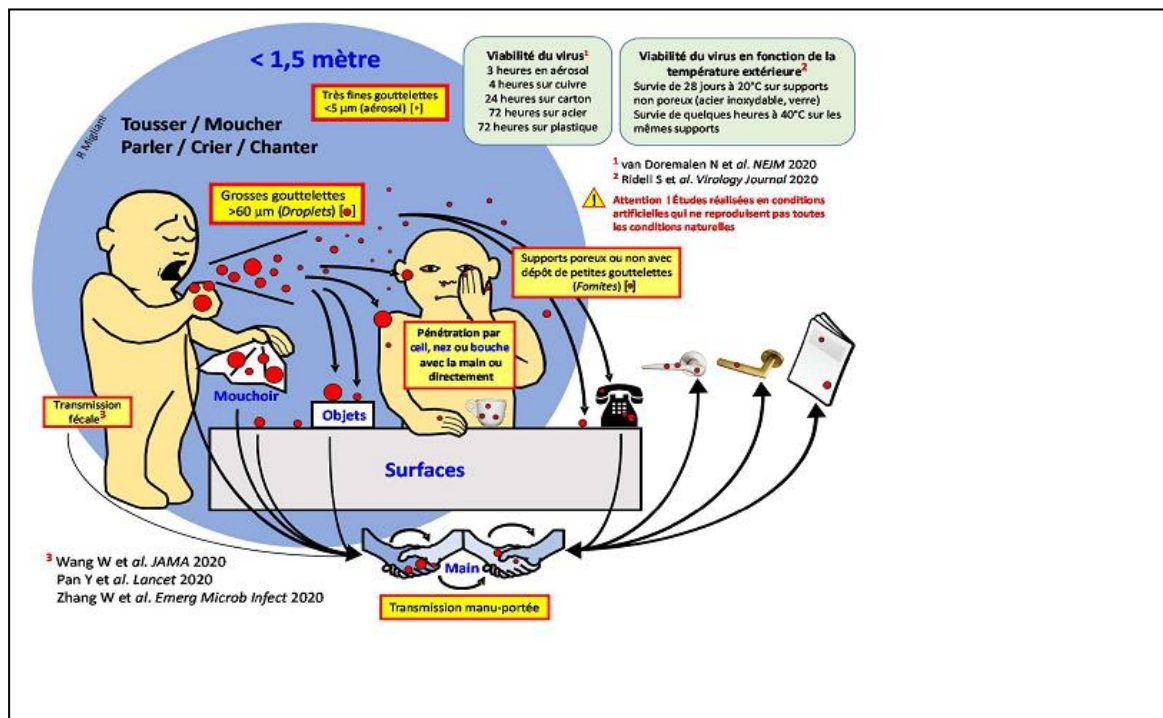 < 1,5 mètre
Très fines gouttelettes
<5 µm (aérosol) [•]
Viabilité du virus1
3 heures en aérosol
4 heures sur cuivre
24 heures sur carton
72 heures sur acier
72 heures sur plastique
Viabilité du virus en fonction de la
température extérieure2
Survie de 28 jours à 20°C sur supports
non poreux (acier inoxydable, verre)
Survie de quelques heures à 40°C sur les
mêmes supports
R Migliani
Tousser / Moucher
Parler / Crier / Chanter
1 van Doremalen N et al. NEJM 2020
2 Ridell S et al. Virology Journal 2020
! Attention ! Études réalisées en conditions
artificielles qui ne reproduisent pas toutes
les conditions naturelles
Grosses gouttelettes
>60 µm (Droplets) [•]
Supports poreux ou non avec
dépôt de petites gouttelettes
(Fomites) [•]
Pénétration par
œil, nez ou bouche
avec la main ou
directement
Mouchoir
Objets
Transmission
fécale3
Surfaces
Main
Transmission manu-portée
3 Wang W et al. JAMA 2020
Pan Y et al. Lancet 2020
Zhang W et al. Emerg Microb Infect 2020